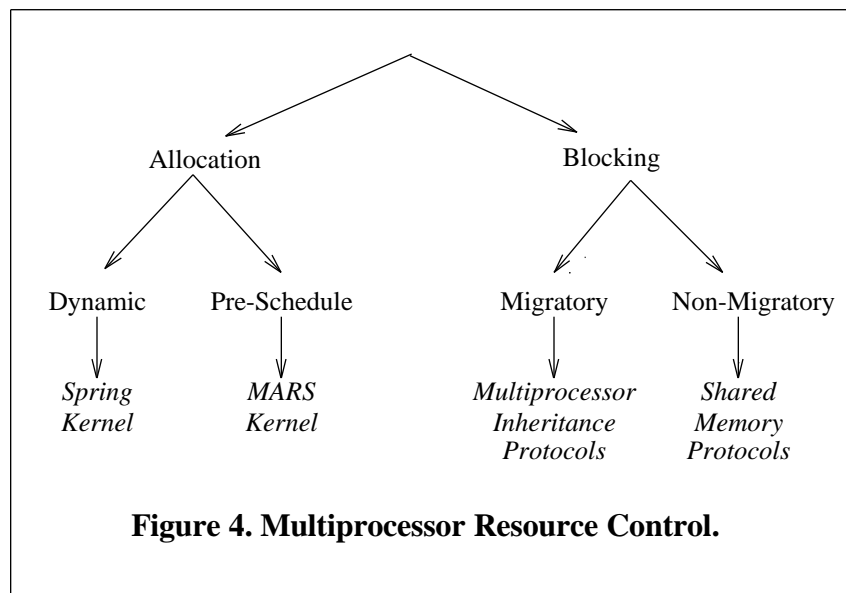 Allocation Blocking
Dynamic Pre-Schedule Migratory Non-Migratory
Spring MARS Multiprocessor Shared
Kernel Kernel Inheritance Memory
Protocols Protocols
Figure 4. Multiprocessor Resource Control.